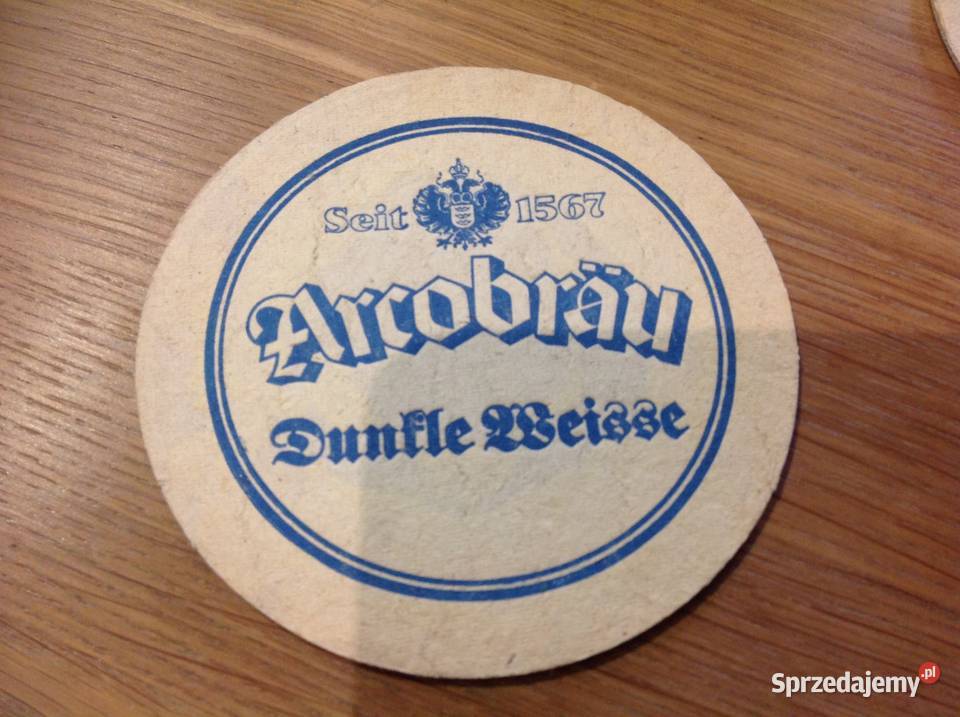 Seit 1567
Arcobräu
Dunkle Weisse
Sprzedajemy.pl